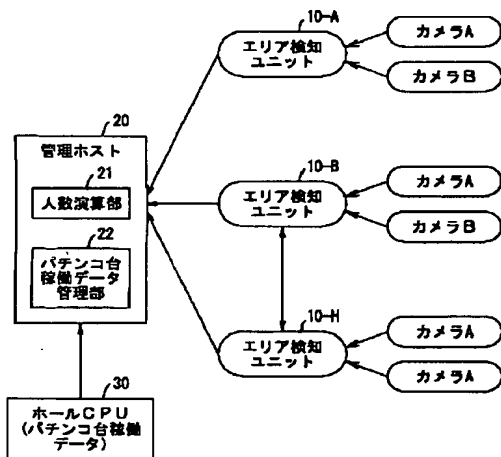 10-A
エリア検知
ユニット
カメラA
カメラB
20
管理ホスト
21
人数演算部
22
パチンコ台
稼働データ
管理部
10-B
エリア検知
ユニット
カメラA
カメラB
10-H
エリア検知
ユニット
カメラA
カメラA
30
ホールCPU
(パチンコ台稼働
データ)